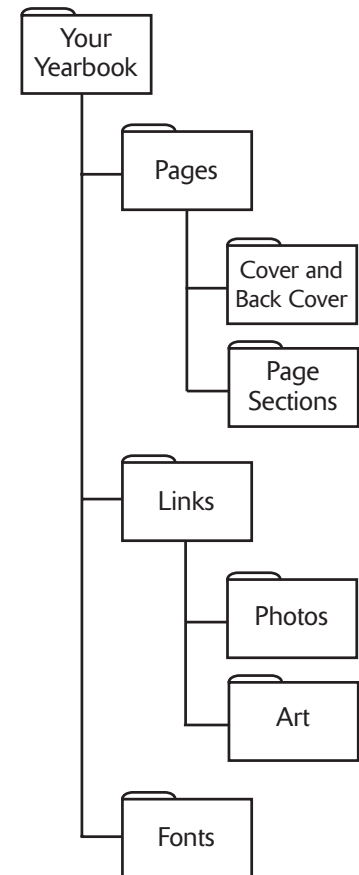 Your
Yearbook
Pages
Cover and
Back Cover
Page
Sections
Links
Photos
Art
Fonts